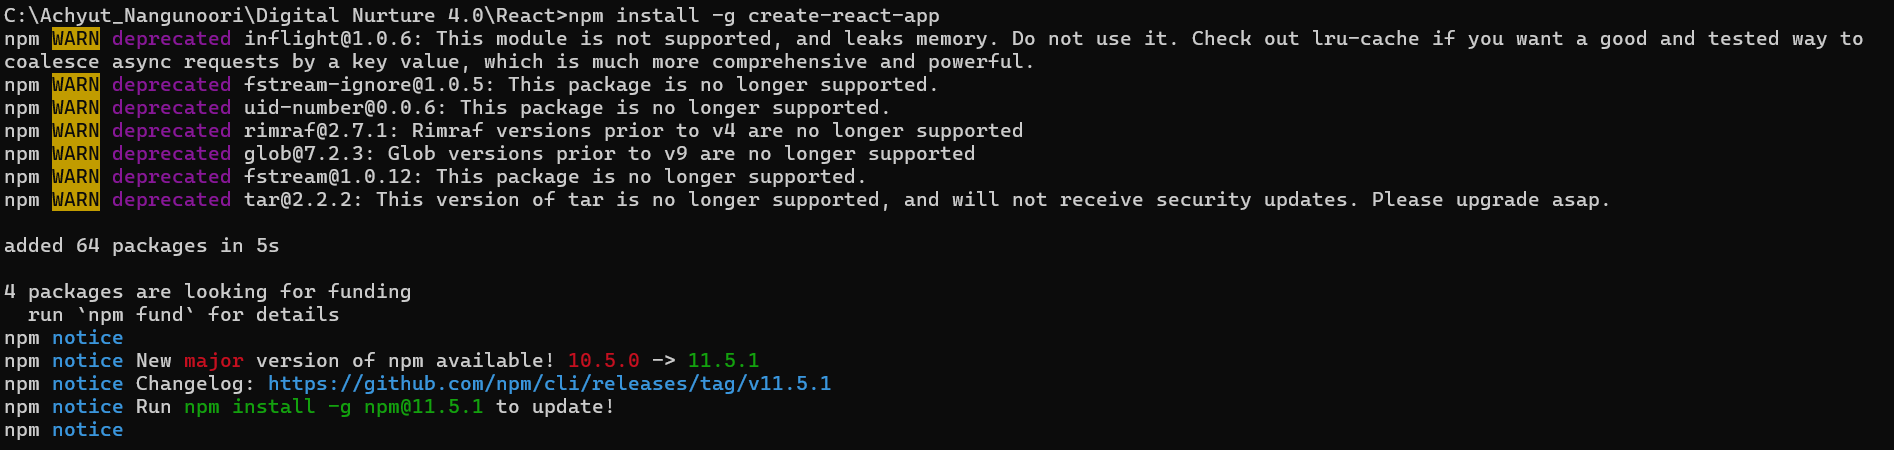 C:\Achyut_Nangunoori\Digital Nurture 4.0\React>npm install -g create-react-app
npm WARN deprecated inflight@1.0.6: This module is not supported, and leaks memory. Do not use it. Check out lru-cache if you want a good and tested way to
coalesce async requests by a key value, which is much more comprehensive and powerful.
npm WARN deprecated fstream-ignore@1.0.5: This package is no longer supported.
npm WARN deprecated uid-number@0.0.6: This package is no longer supported.
npm WARN deprecated rimraf@2.7.1: Rimraf versions prior to v4 are no longer supported
npm WARN deprecated glob@7.2.3: Glob versions prior to v9 are no longer supported
npm WARN deprecated fstream@1.0.12: This package is no longer supported.
npm WARN deprecated tar@2.2.2: This version of tar is no longer supported, and will not receive security updates. Please upgrade asap.

added 64 packages in 5s

4 packages are looking for funding
  run `npm fund` for details
npm notice
npm notice New major version of npm available! 10.5.0 -> 11.5.1
npm notice Changelog: https://github.com/npm/cli/releases/tag/v11.5.1
npm notice Run npm install -g npm@11.5.1 to update!
npm notice